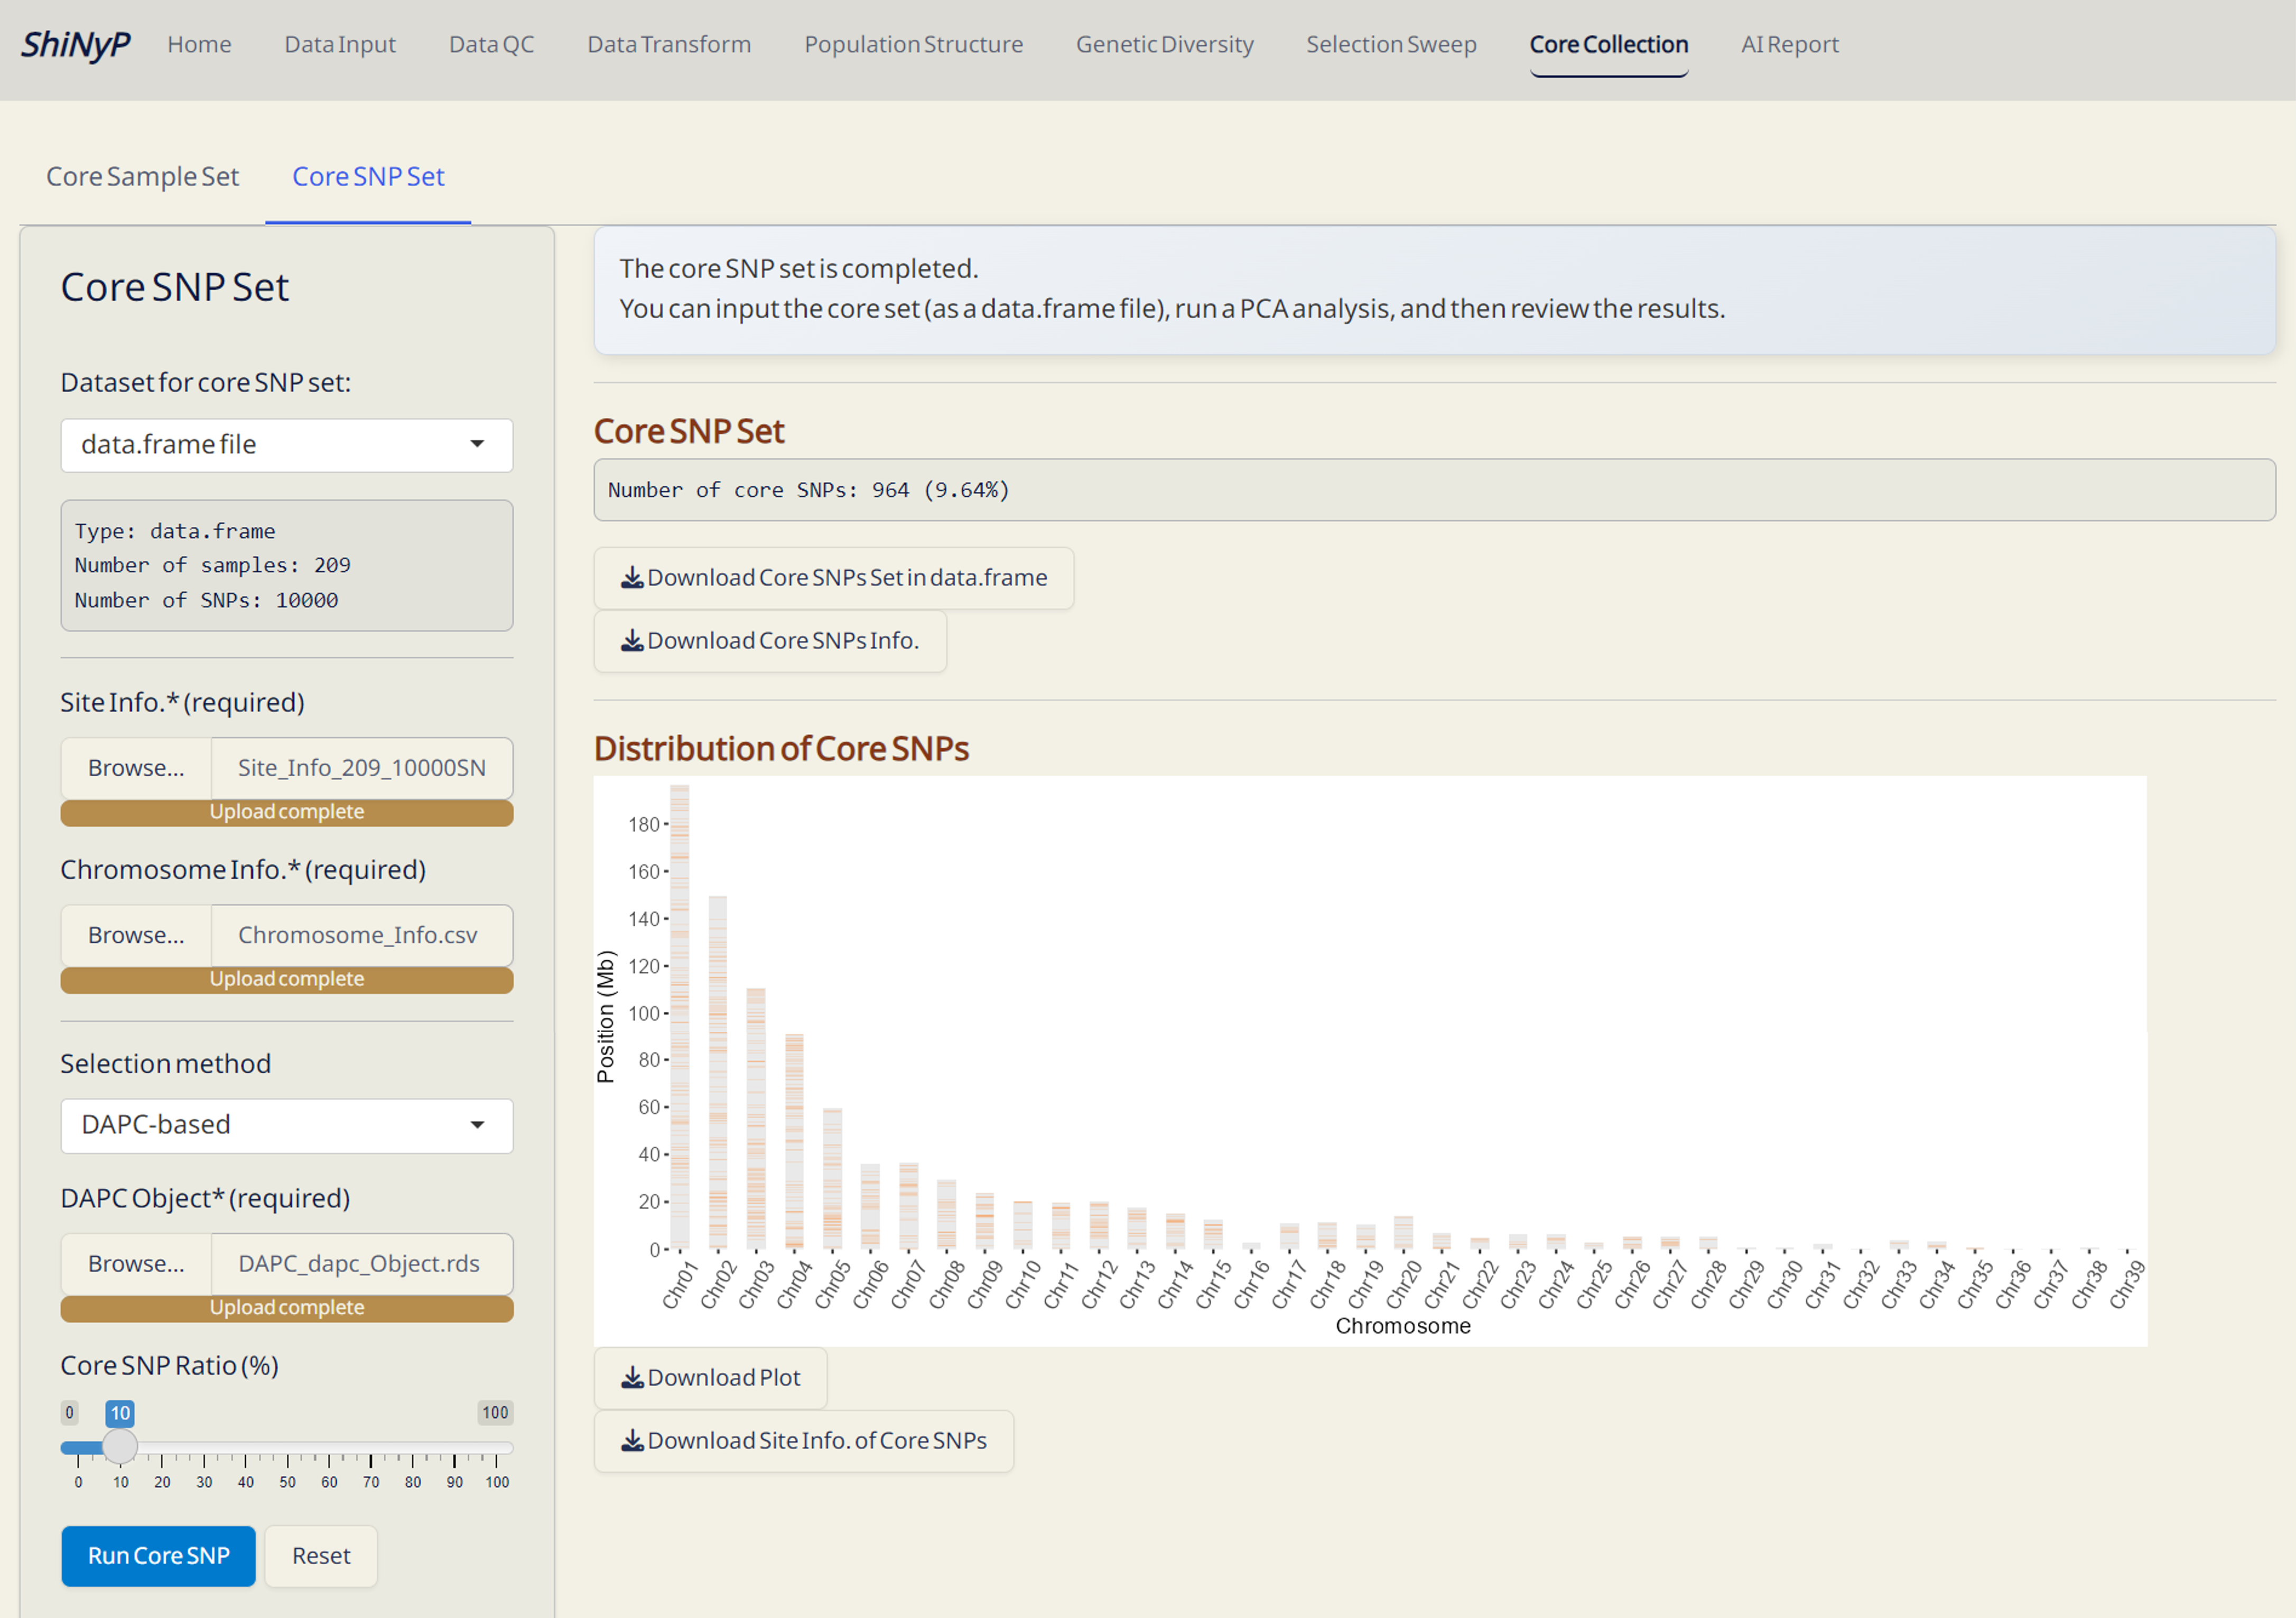 ShiNyP Home Data Input Data QC Data Transform Population Structure Genetic Diversity Selection Sweep Core Collection AI Report
Core Sample Set Core SNP Set
Core SNP Set
Dataset for core SNP set:
data.frame file
Type: data.frame
Number of samples: 209
Number of SNPs: 10000
Site Info.* (required)
Browse... Site_Info_209_10000SN
Upload complete
Chromosome Info.* (required)
Browse... Chromosome_Info.csv
Upload complete
Selection method
DAPC-based
DAPC Object* (required)
Browse... DAPC_dapc_Object.rds
Upload complete
Core SNP Ratio (%)
0 10 100
0 10 20 30 40 50 60 70 80 90 100
Run Core SNP Reset
The core SNP set is completed.
You can input the core set (as a data.frame file), run a PCA analysis, and then review the results.
Core SNP Set
Number of core SNPs: 964 (9.64%)
Download Core SNPs Set in data.frame
Download Core SNPs Info.
Distribution of Core SNPs
Position (Mb)
180
160
140
120
100
80
60
40
20
0
Chr01 Chr02 Chr03 Chr04 Chr05 Chr06 Chr07 Chr08 Chr09 Chr10 Chr11 Chr12 Chr13 Chr14 Chr15 Chr16 Chr17 Chr18 Chr19 Chr20 Chr21 Chr22 Chr23 Chr24 Chr25 Chr26 Chr27 Chr28 Chr29 Chr30 Chr31 Chr32 Chr33 Chr34 Chr35 Chr36 Chr37 Chr38 Chr39
Chromosome
Download Plot
Download Site Info. of Core SNPs